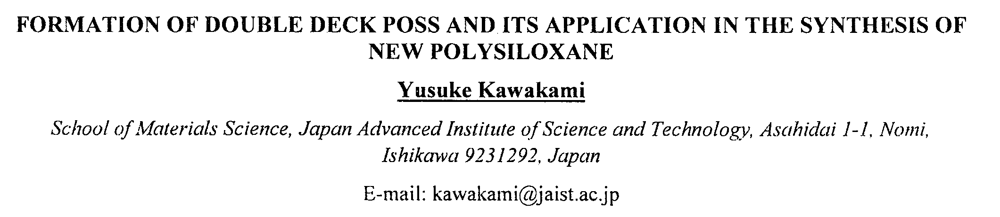 FORMATION OF DOUBLE DECK POSS AND ITS APPLICATION IN THE SYNTHESIS OF
NEW POLYSILOXANE
Yusuke Kawakami
School of Materials Science, Japan Advanced Institute of Science and Technology, Asahidai 1-1, Nomi,
Ishikawa 9231292, Japan
E-mail: kawakami@jaist.ac.jp